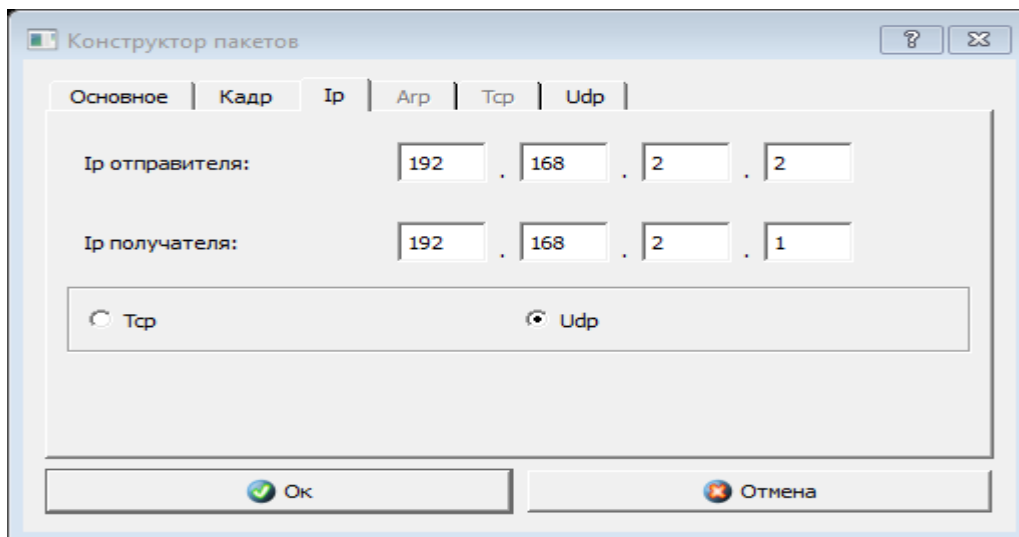 Конструктор пакетов
Основное Кадр Ip Arp Tcp Udp
Ip отправителя: 192 . 168 . 2 . 2
Ip получателя: 192 . 168 . 2 . 1
Tcp Udp
Ок Отмена